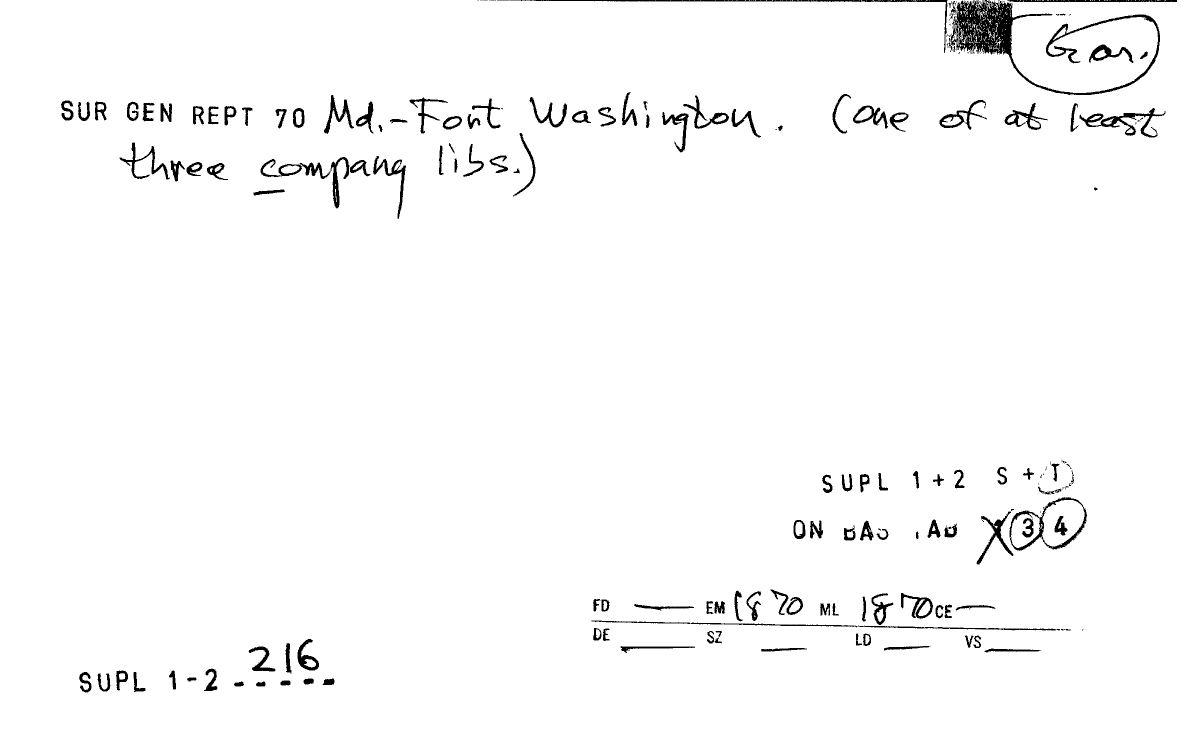 Gar.
SUR GEN REPT 70 Md.-Fort Washington. (one of at least
three company libs.)
SUPL 1+2 S + T
ON 3 4
FD — EM 1870 ML 1870 CE —
DE SZ LD VS
SUPL 1-2 216